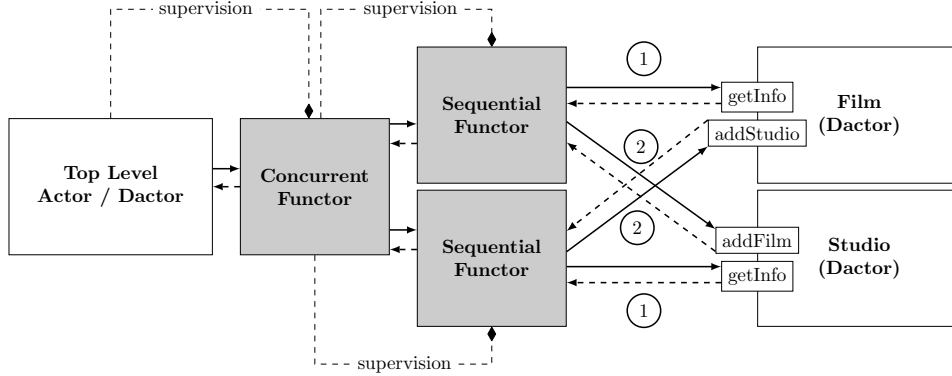 supervision
supervision
Top Level
Actor / Dactor
Concurrent
Functor
Sequential
Functor
Sequential
Functor
1
2
2
1
getInfo
addStudio
Film
(Dactor)
addFilm
getInfo
Studio
(Dactor)
supervision